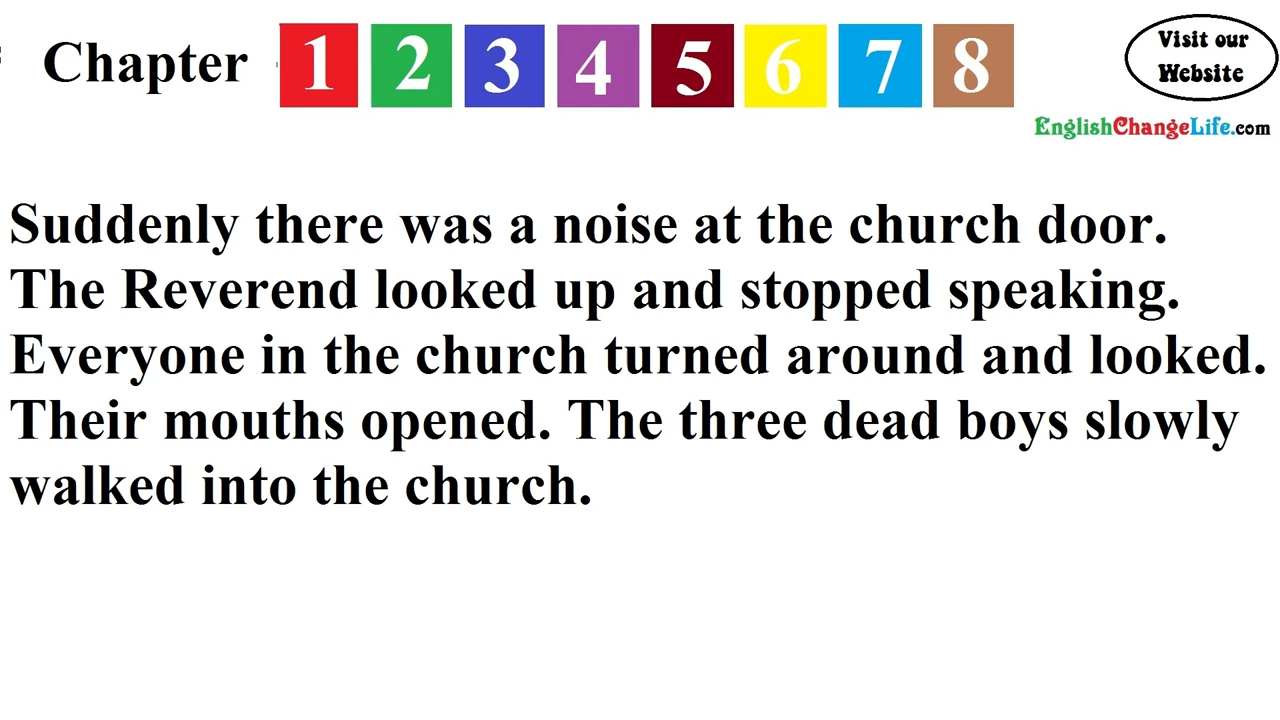 Chapter 1 2 3 4 5 6 7 8
Visit our
Website
EnglishChangeLife.com
Suddenly there was a noise at the church door.
The Reverend looked up and stopped speaking.
Everyone in the church turned around and looked.
Their mouths opened. The three dead boys slowly
walked into the church.